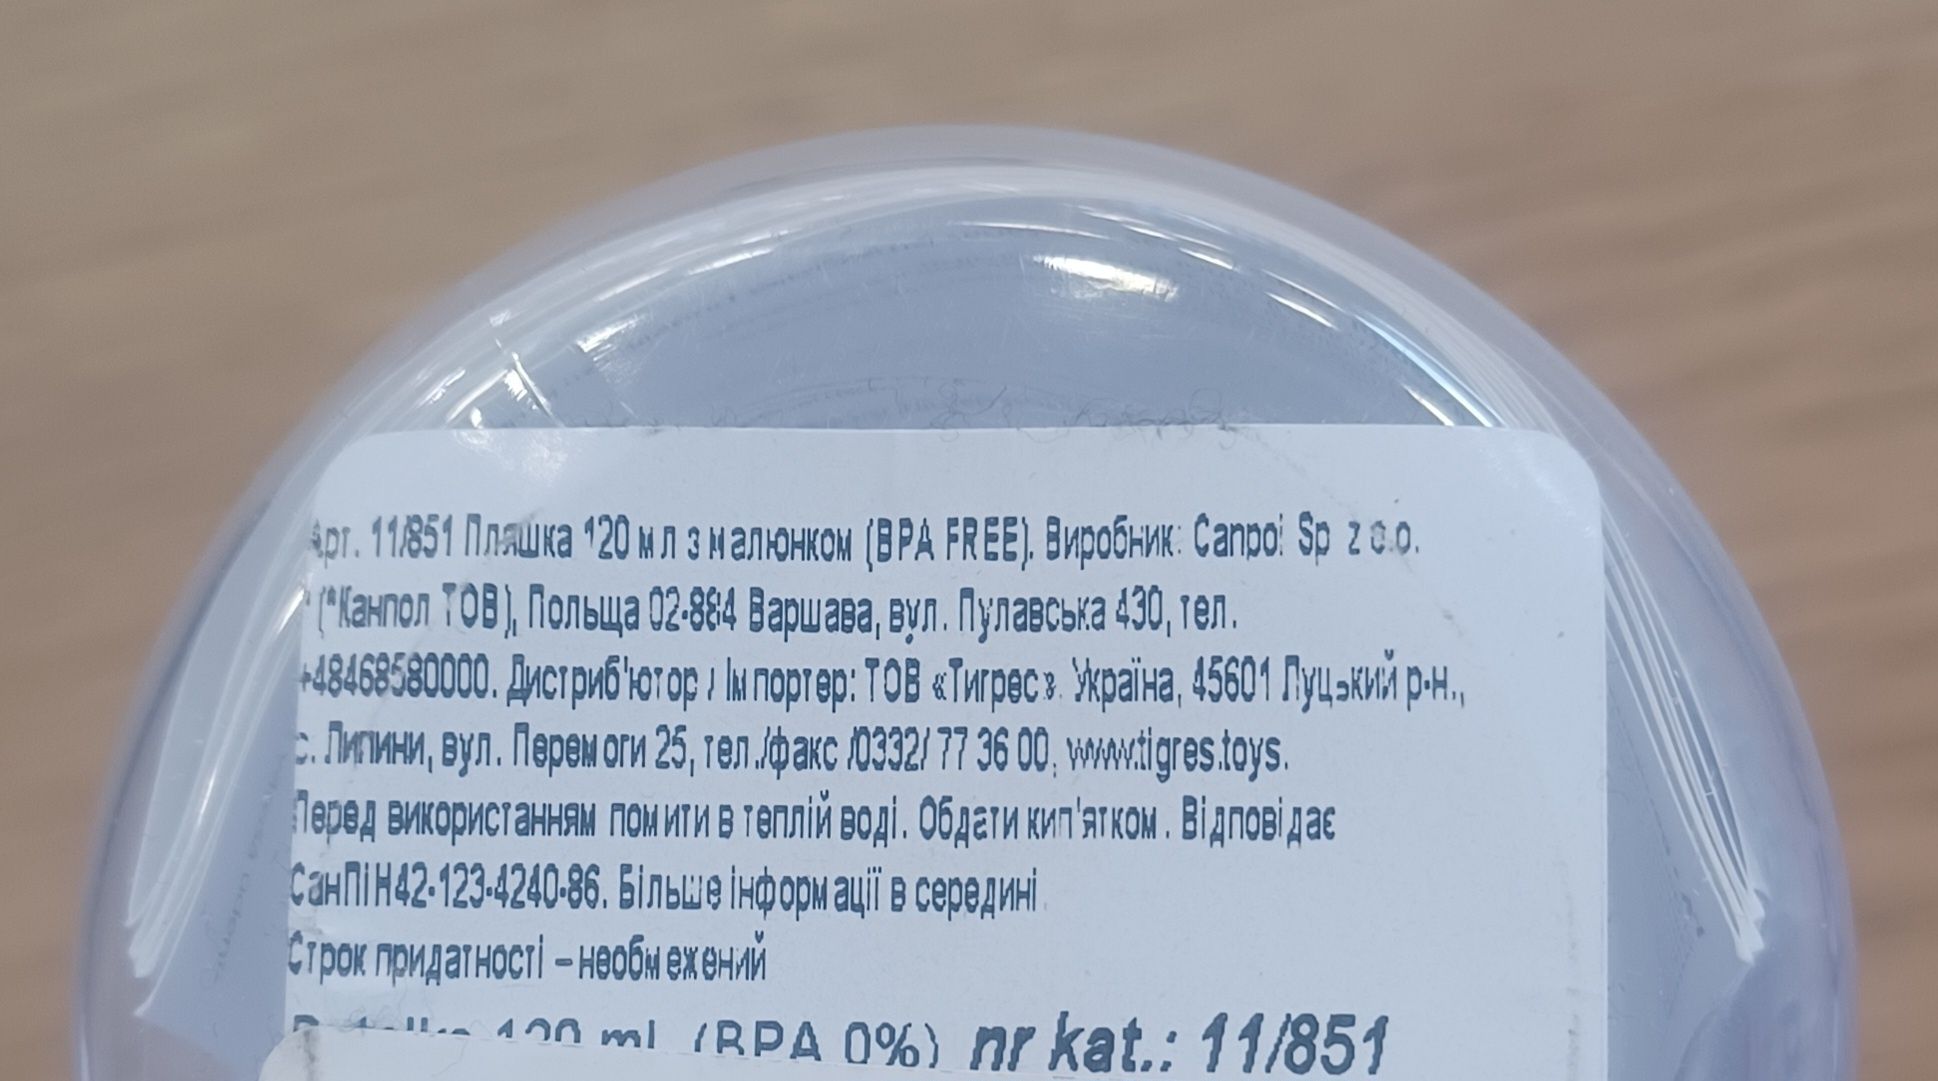 Арт. 11/851 Пляшка 120 мл з малюнком (BPA FREE). Виробник: Canpol Sp z o.o.
("Канпол ТОВ), Польща 02-884 Варшава, вул. Пулавська 430, тел.
+48468580000. Дистриб'ютор / Імпортер: ТОВ «Тигрес». Україна, 45601 Луцький р-н.,
с. Липини, вул. Перемоги 25, тел./факс /0332/ 77 36 00, www.tigres.toys.
Перед використанням помити в теплій воді. Обдати кип'ятком. Відповідає
СанПіН42-123-4240-86. Більше інформації в середині
Строк придатності – необмежений
Butelka 120 ml (BPA 0%) nr kat.: 11/851